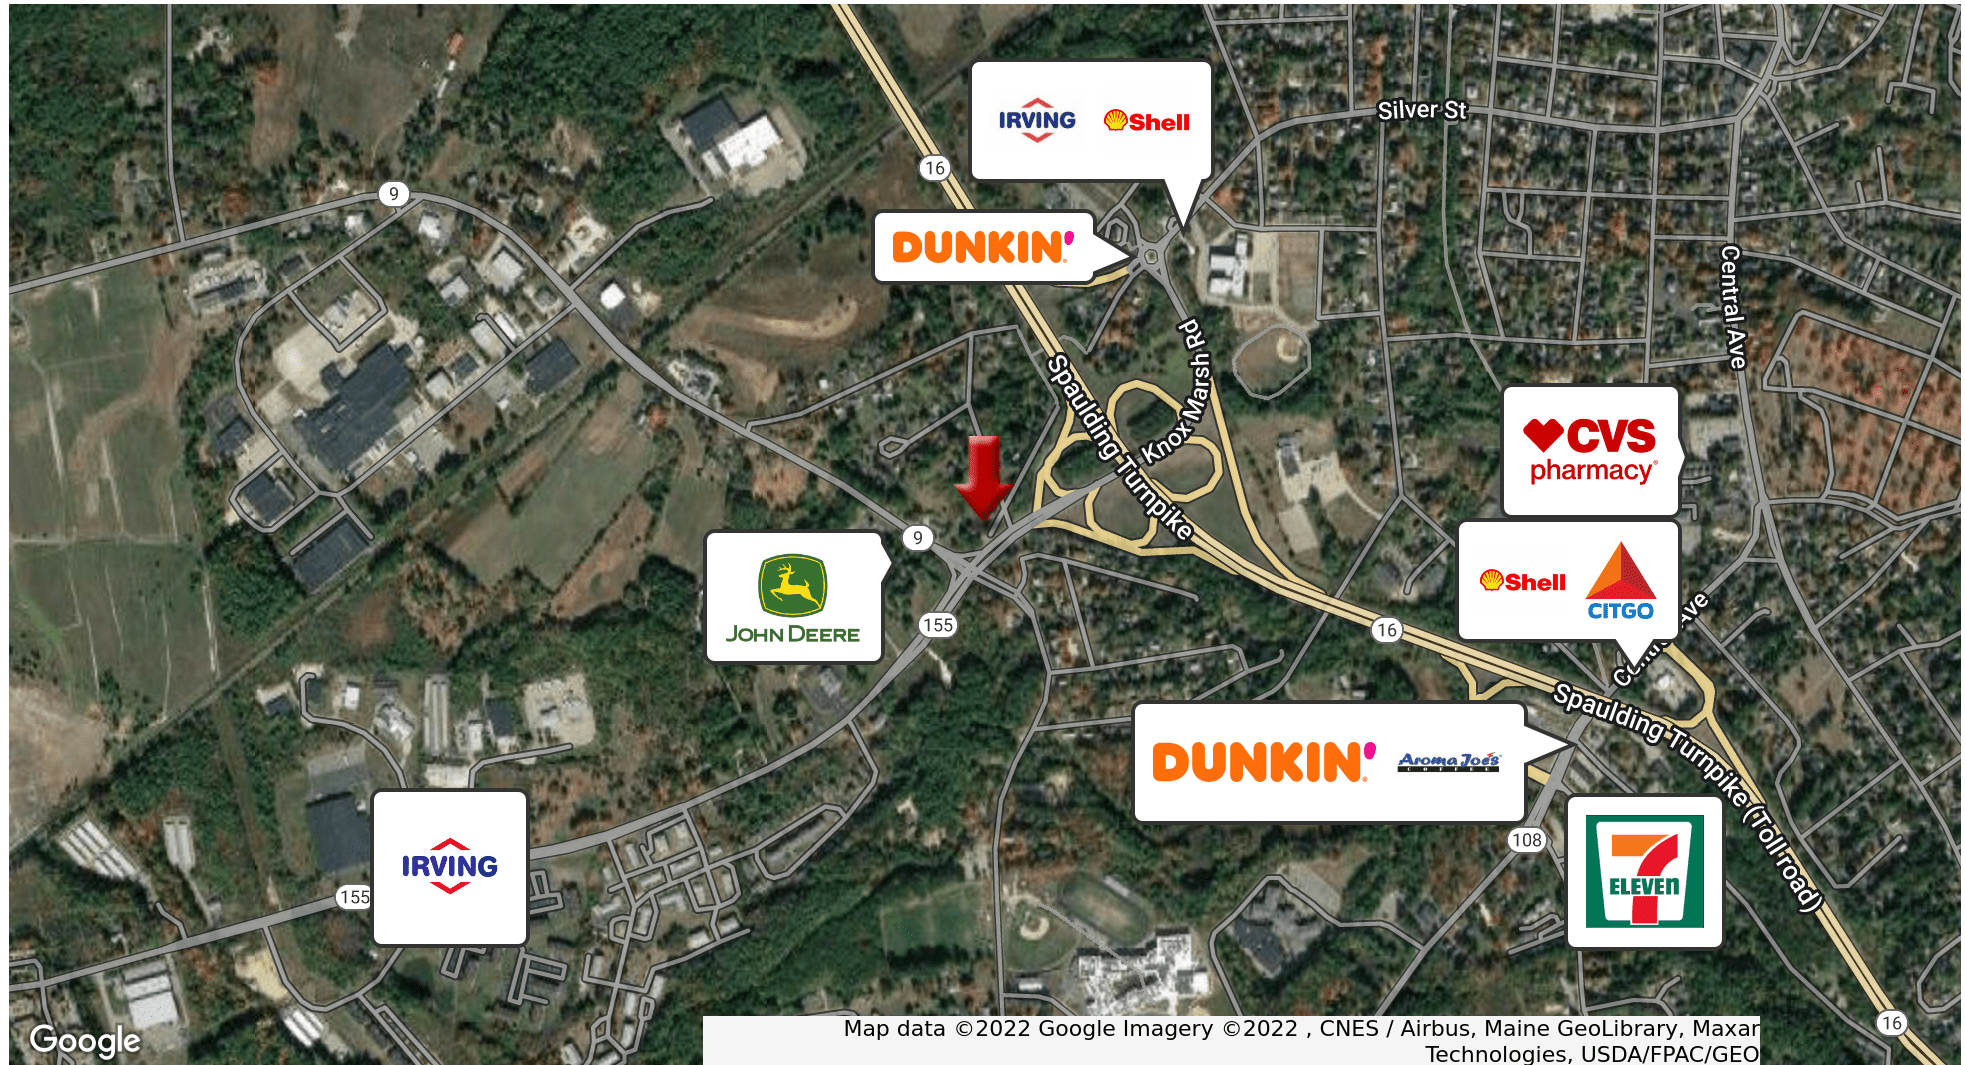 IRVING
Shell
Silver St
16
9
DUNKIN'
Central Ave
Knox Marsh Rd
Spaulding Turnpike
CVS
pharmacy
9
Shell
CITGO
JOHN DEERE
155
16
Spaulding Turnpike (Toll road)
DUNKIN'
Aroma Joe's
COFFEE
108
7
ELEVEN
IRVING
155
16
Google
Map data ©2022 Google Imagery ©2022 , CNES / Airbus, Maine GeoLibrary, Maxar
Technologies, USDA/FPAC/GEO